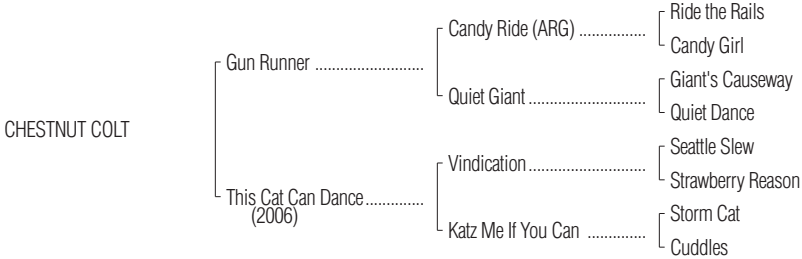 Ride the Rails
Candy Ride (ARG) ................
Candy Girl
Gun Runner ..........................
Giant's Causeway
Quiet Giant ............................
Quiet Dance
CHESTNUT COLT
Seattle Slew
Vindication ............................
Strawberry Reason
This Cat Can Dance ..............
(2006)
Storm Cat
Katz Me If You Can ..............
Cuddles